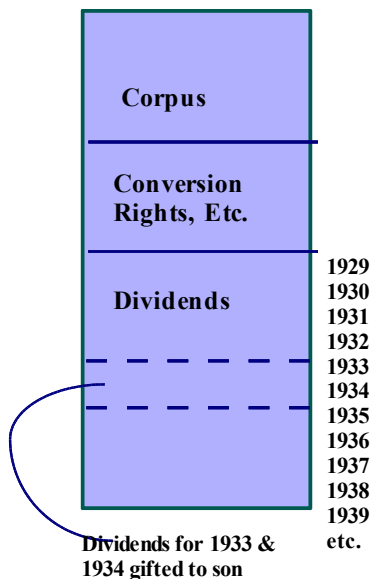 Corpus
Conversion
Rights, Etc.
Dividends
1929
1930
1931
1932
1933
1934
1935
1936
1937
1938
1939
etc.
Dividends for 1933 &
1934 gifted to son